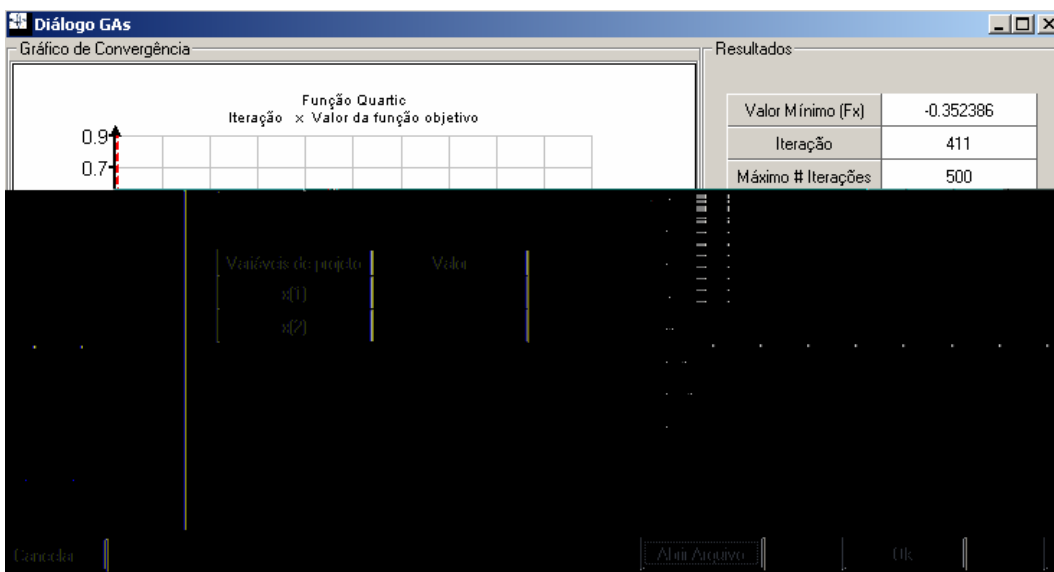 Diálogo GAs
Gráfico de Convergência
Função Quartic
Iteração x Valor da função objetivo
0.9
0.7
Resultados
Valor Mínimo (Fx) -0.352386
Iteração 411
Máximo # Iterações 500
Variáveis de projeto Valor
x(1)
x(2)
Cancelar
Abrir Arquivo
Ok